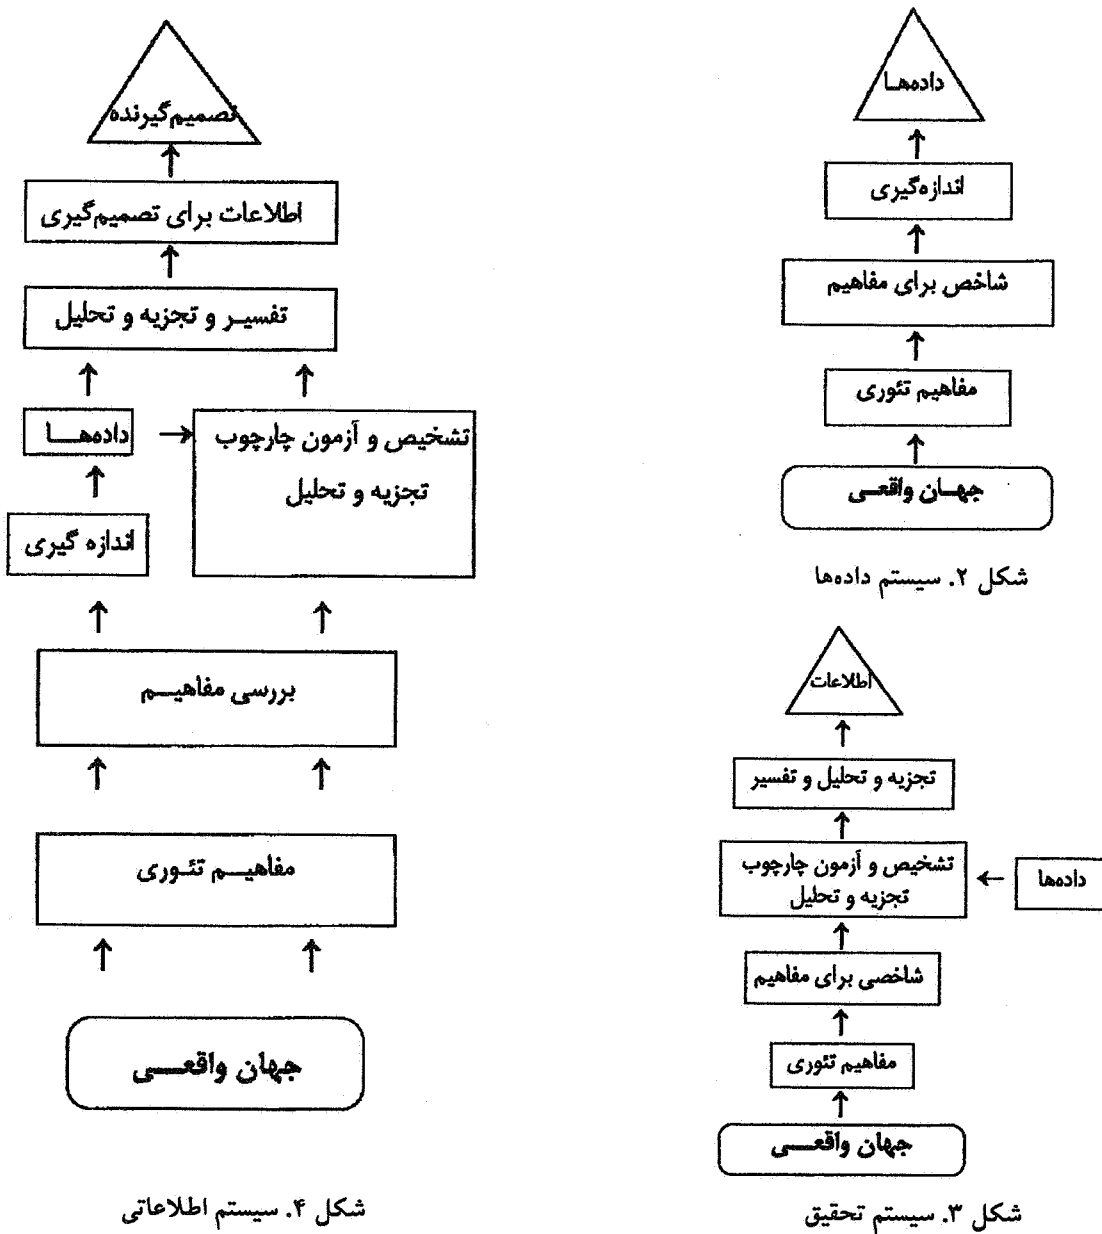 داده‌ها
اندازه‌گیری
شاخص برای مفاهیم
مفاهیم تئوری
جهان واقعی
شکل ۲. سیستم داده‌ها
اطلاعات
تجزیه و تحلیل و تفسیر
تشخیص و آزمون چارچوب
تجزیه و تحلیل
داده‌ها
شاخصی برای مفاهیم
مفاهیم تئوری
جهان واقعی
شکل ۳. سیستم تحقیق
تصمیم‌گیرنده
اطلاعات برای تصمیم‌گیری
تفسیر و تجزیه و تحلیل
داده‌ها
تشخیص و آزمون چارچوب
تجزیه و تحلیل
اندازه گیری
بررسی مفاهیم
مفاهیم تئوری
جهان واقعی
شکل ۴. سیستم اطلاعاتی